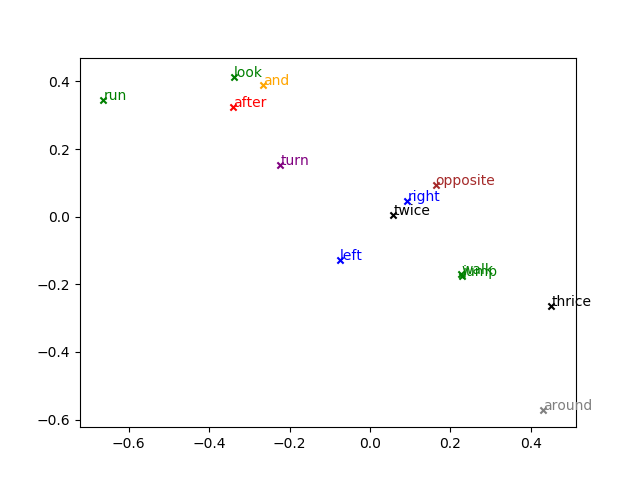 look
and
run
after
turn
opposite
right
twice
left
walk
jump
thrice
around
0.4
0.2
0.0
−0.2
−0.4
−0.6
−0.6 −0.4 −0.2 0.0 0.2 0.4